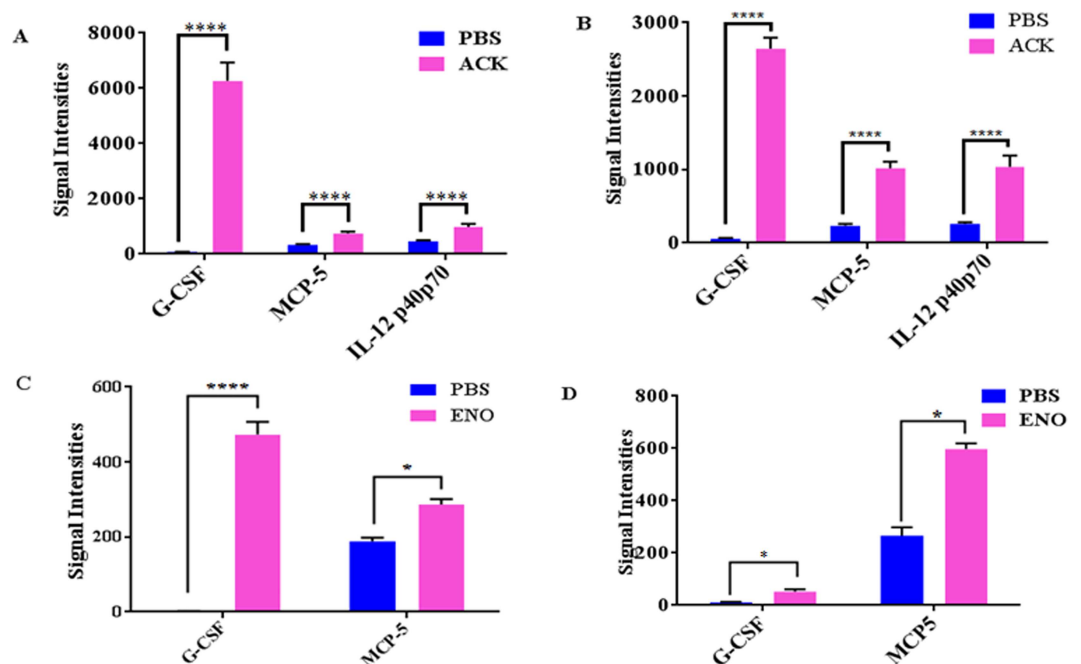 A
Signal Intensities
8000
6000
4000
2000
0
****
****
****
PBS
ACK
G-CSF
MCP-5
IL-12 p40p70
B
Signal Intensities
3000
2000
1000
0
****
****
****
PBS
ACK
G-CSF
MCP-5
IL-12 p40p70
C
Signal Intensities
600
400
200
0
****
*
PBS
ENO
G-CSF
MCP-5
D
Signal Intensities
800
600
400
200
0
*
*
PBS
ENO
G-CSF
MCP5